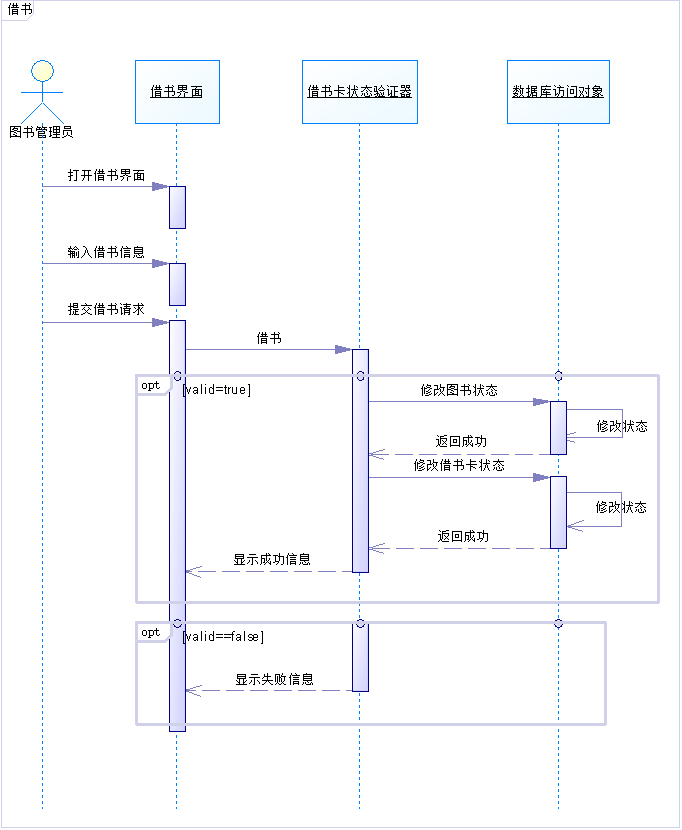 借书
借书界面
借书卡状态验证器
数据库访问对象
图书管理员
打开借书界面
输入借书信息
提交借书请求
借书
opt
[valid=true]
修改图书状态
修改状态
返回成功
修改借书卡状态
修改状态
返回成功
显示成功信息
opt
[valid==false]
显示失败信息